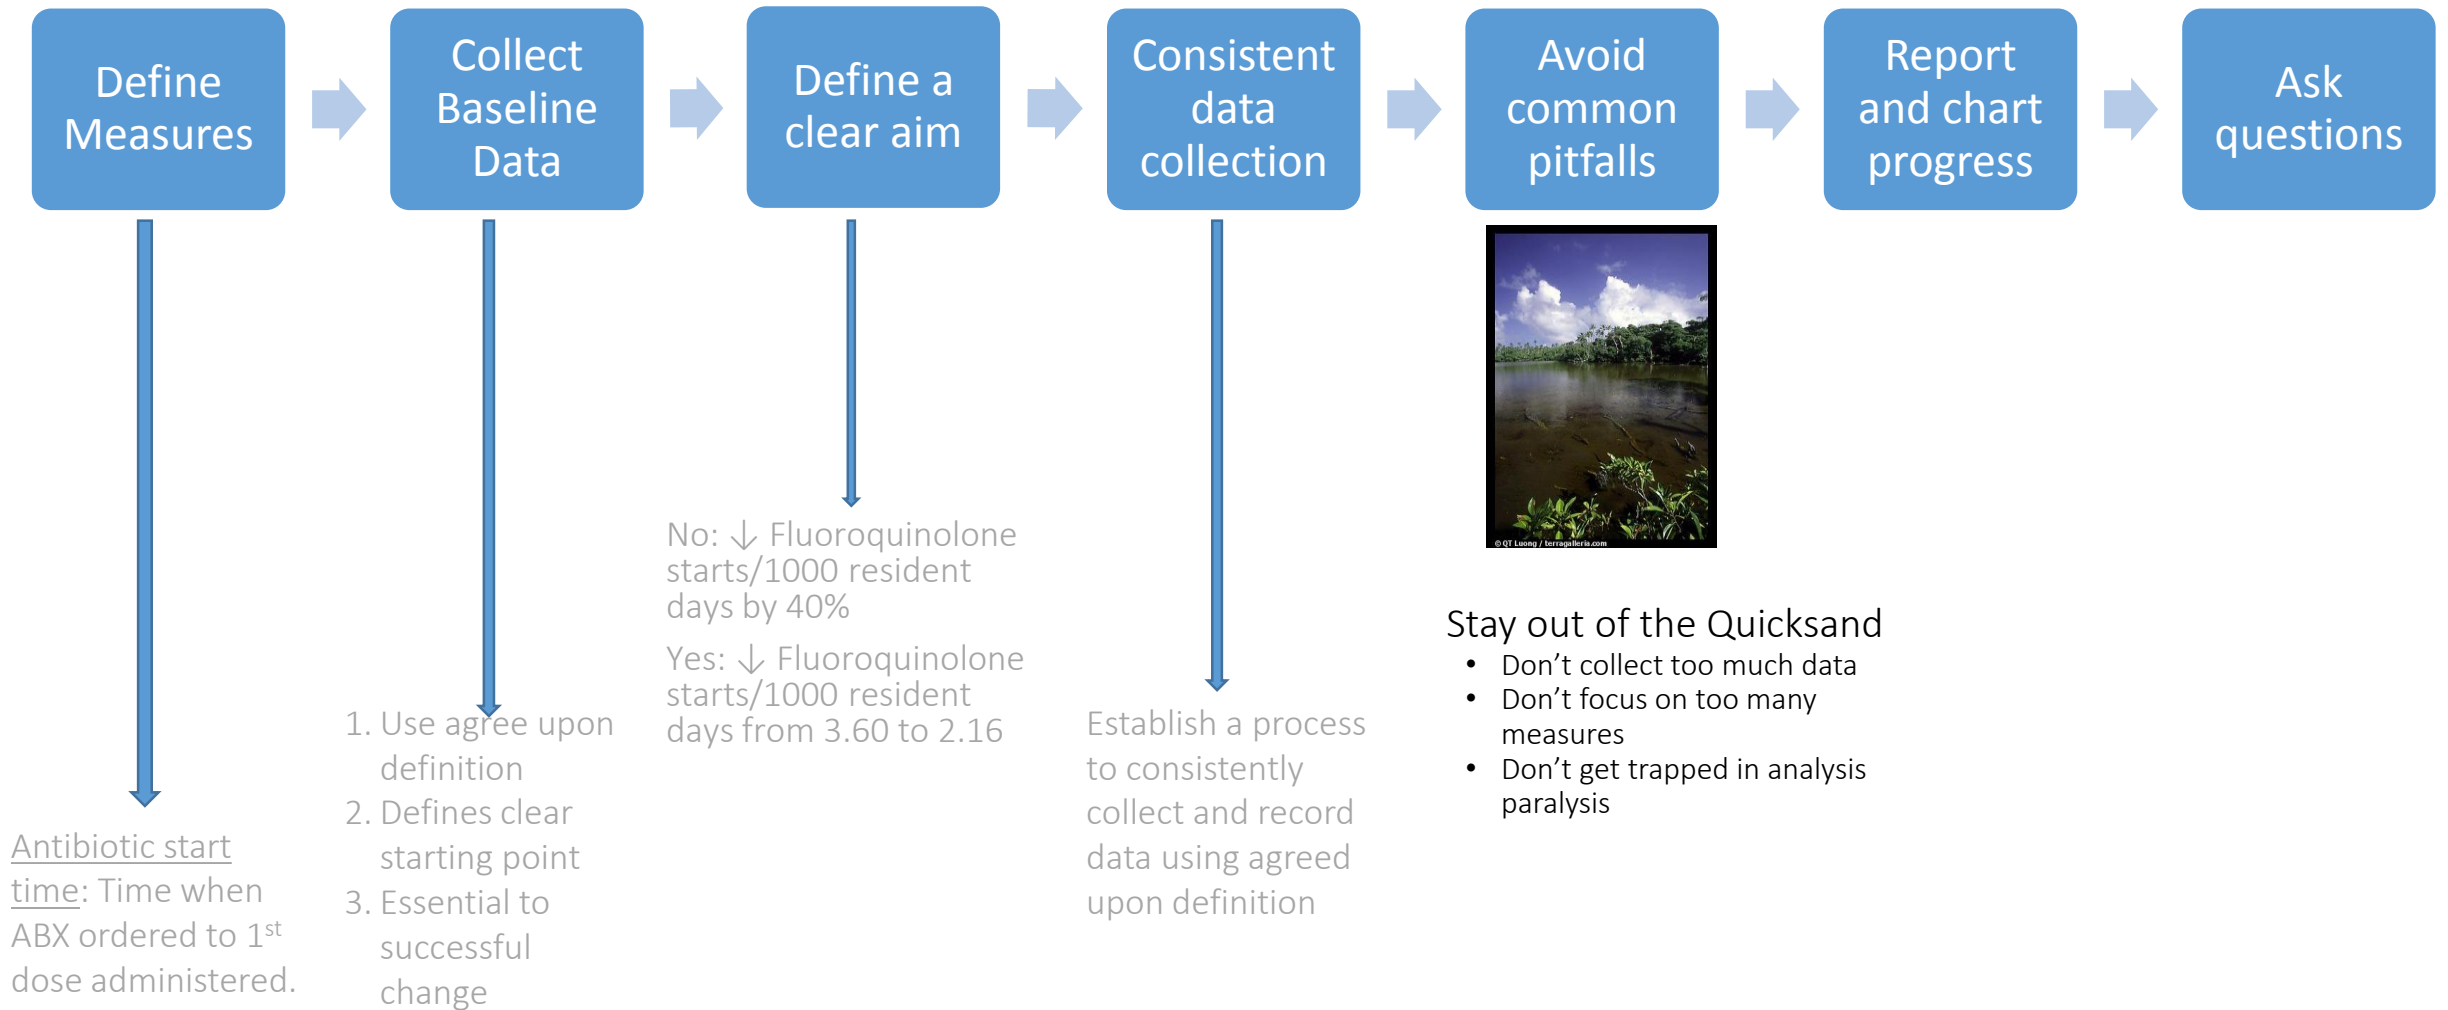 Define
Measures
Collect
Baseline
Data
Define a
clear aim
Consistent
data
collection
Avoid
common
pitfalls
Report
and chart
progress
Ask
questions
Antibiotic start
time: Time when
ABX ordered to 1st
dose administered.
1. Use agree upon
definition
2. Defines clear
starting point
3. Essential to
successful
change
No: ↓ Fluoroquinolone
starts/1000 resident
days by 40%
Yes: ↓ Fluoroquinolone
starts/1000 resident
days from 3.60 to 2.16
Establish a process
to consistently
collect and record
data using agreed
upon definition
© QT Luong / terragalleria.com
Stay out of the Quicksand
• Don’t collect too much data
• Don’t focus on too many
measures
• Don’t get trapped in analysis
paralysis